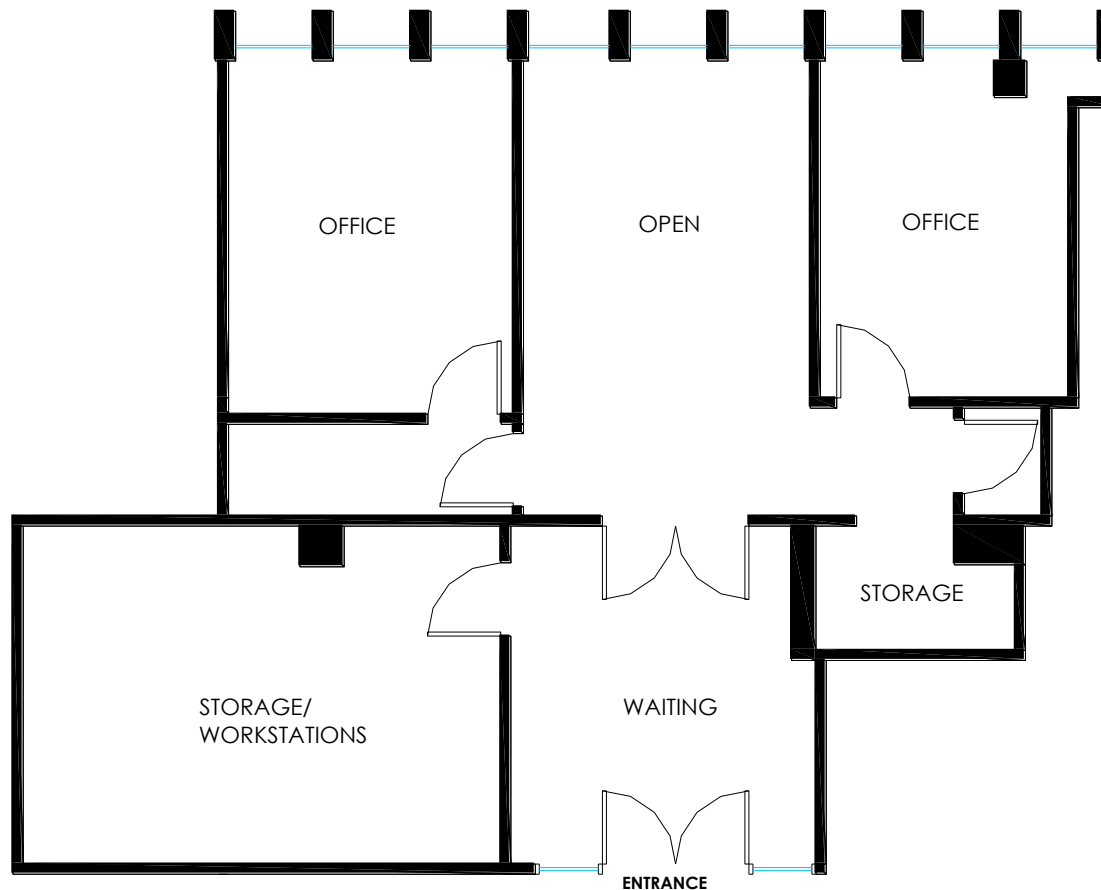 OFFICE
OPEN
OFFICE
STORAGE
STORAGE/
WORKSTATIONS
WAITING
ENTRANCE